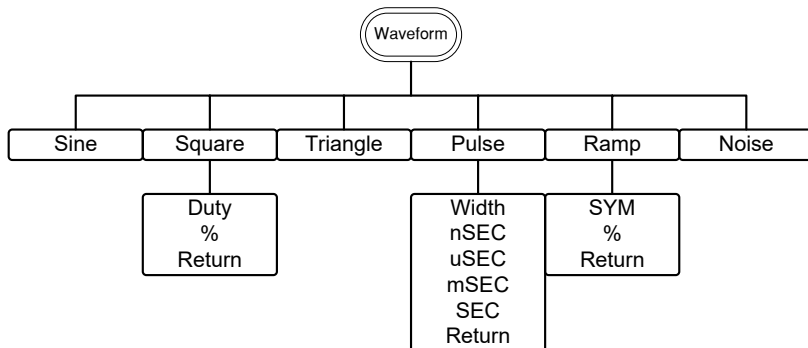 Waveform
Sine
Square
Triangle
Pulse
Ramp
Noise
Duty
%
Return
Width
nSEC
uSEC
mSEC
SEC
Return
SYM
%
Return